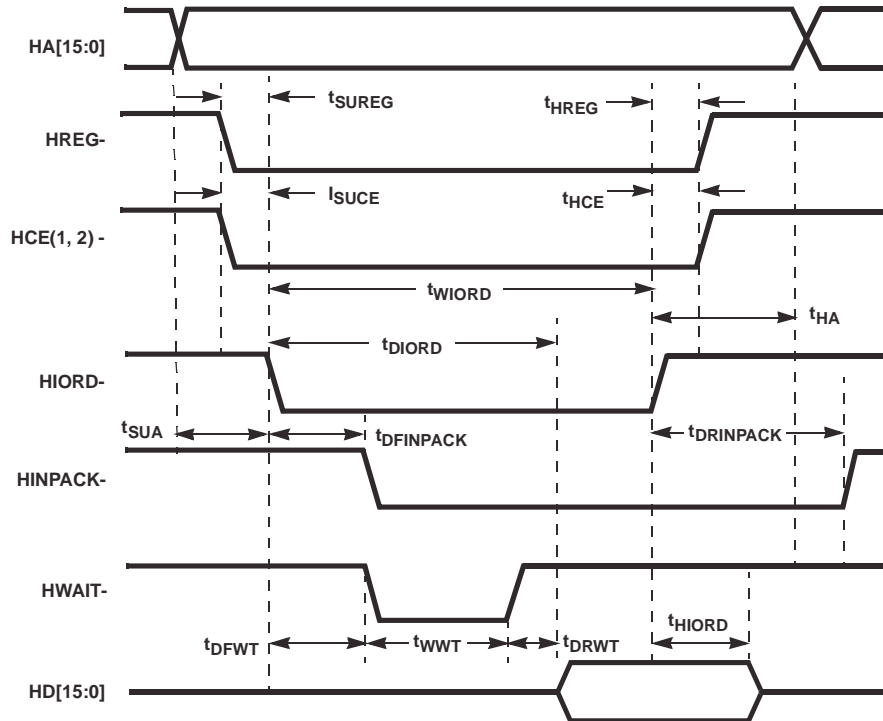 HA[15:0]
tSUREG tHREG
HREG-
ISUCE tHCE
HCE(1, 2) -
tWIORD
tHA
tDIORD
HIORD-
tSUA tDFINPACK tDRINPACK
HINPACK-
HWAIT-
tDFWT tWWT tDRWT tHIORD
HD[15:0]